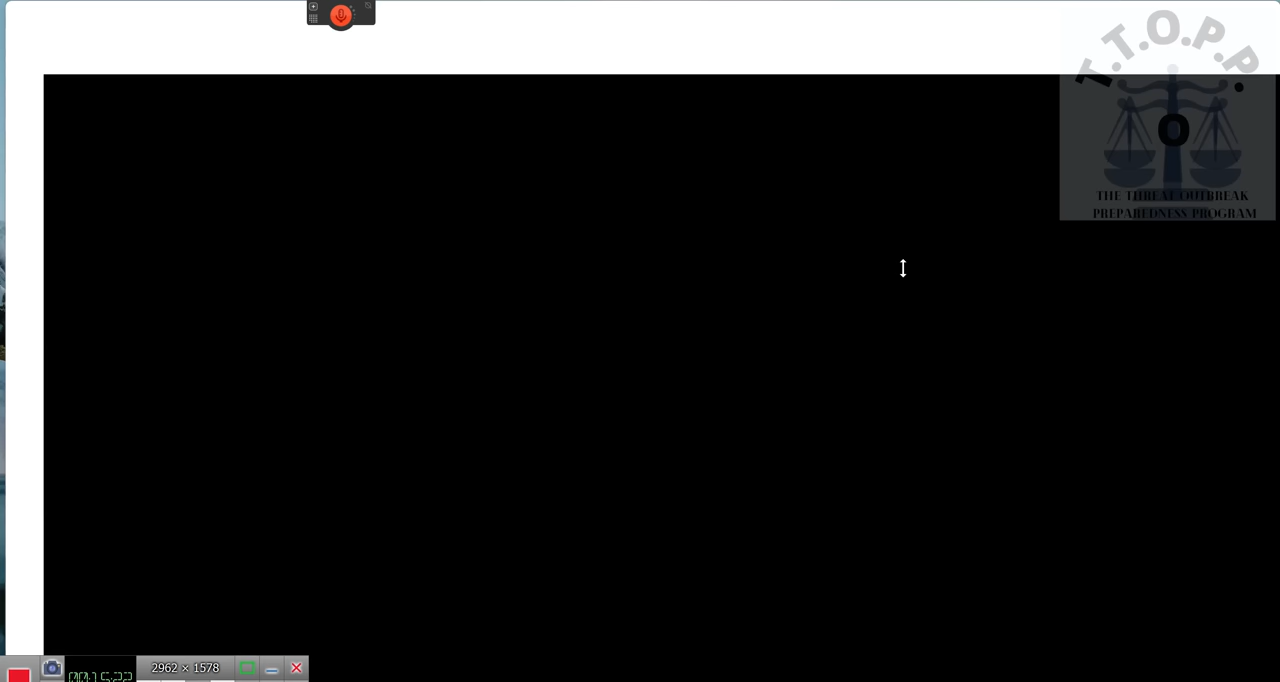 T.T.O.P.P.
O
THE THREAT OUTBREAK
PREPAREDNESS PROGRAM
2962 × 1578